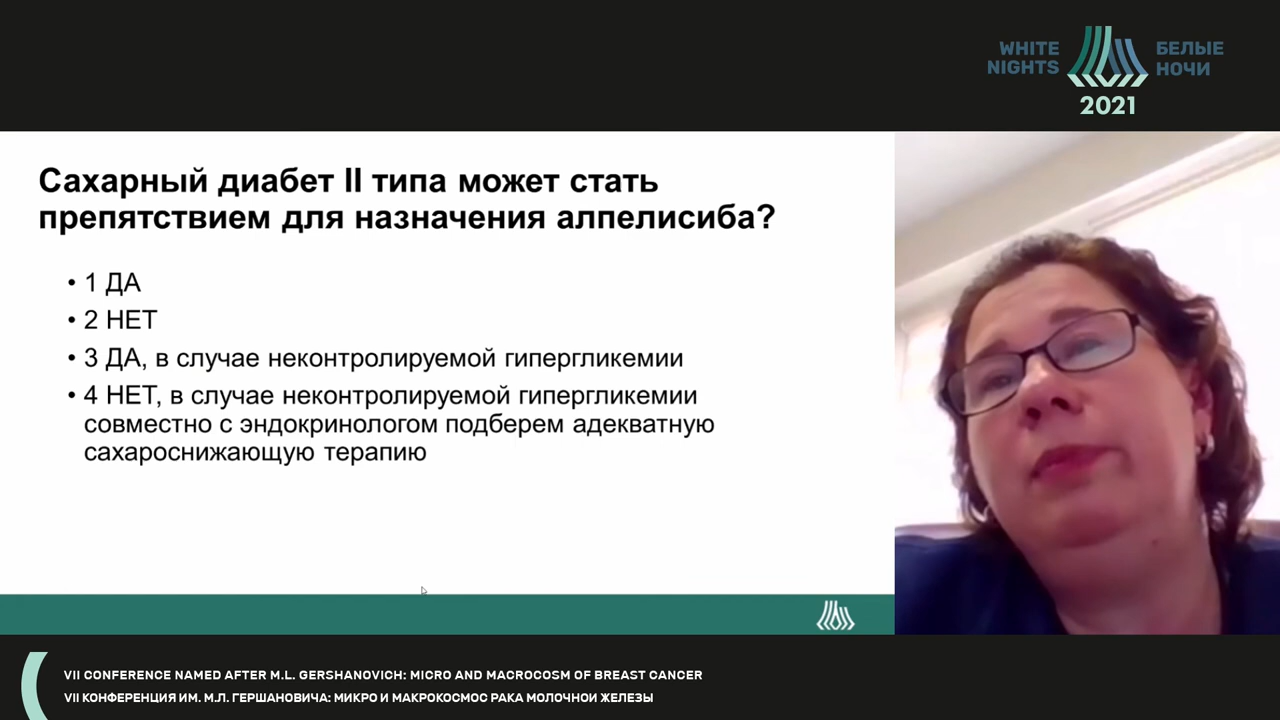 WHITE
NIGHTS
БЕЛЫЕ
НОЧИ
2021
Сахарный диабет II типа может стать
препятствием для назначения алпелисиба?
• 1 ДА
• 2 НЕТ
• 3 ДА, в случае неконтролируемой гипергликемии
• 4 НЕТ, в случае неконтролируемой гипергликемии
совместно с эндокринологом подберем адекватную
сахароснижающую терапию
VII CONFERENCE NAMED AFTER M.L. GERSHANOVICH: MICRO AND MACROCOSM OF BREAST CANCER
VII КОНФЕРЕНЦИЯ ИМ. М.Л. ГЕРШАНОВИЧА: МИКРО И МАКРОКОСМОС РАКА МОЛОЧНОИ ЖЕЛЕЗЫ